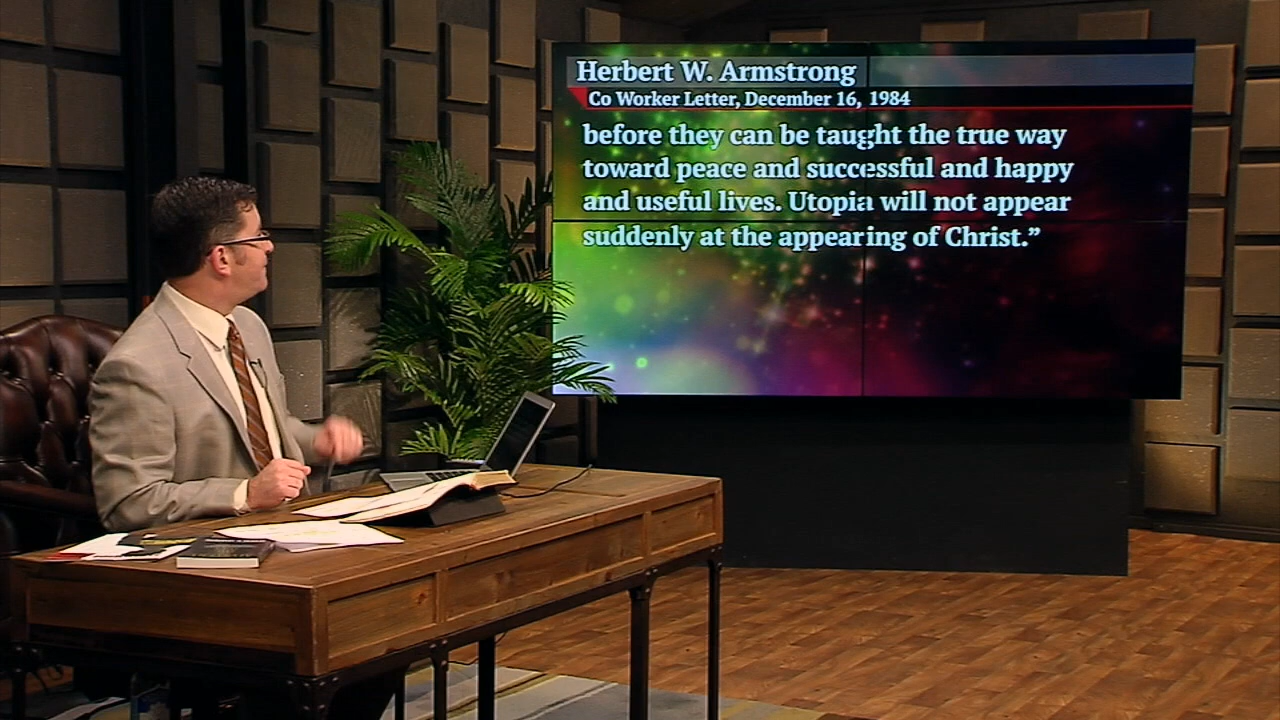 Herbert W. Armstrong
Co Worker Letter, December 16, 1984
before they can be taught the true way
toward peace and successful and happy
and useful lives. Utopia will not appear
suddenly at the appearing of Christ.”